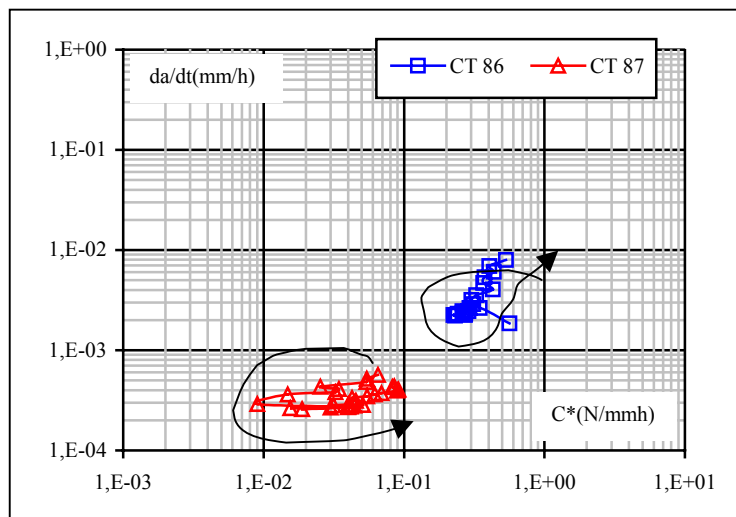 1,E+00
da/dt(mm/h)
CT 86
CT 87
1,E-01
1,E-02
1,E-03
C*(N/mmh)
1,E-04
1,E-03
1,E-02
1,E-01
1,E+00
1,E+01